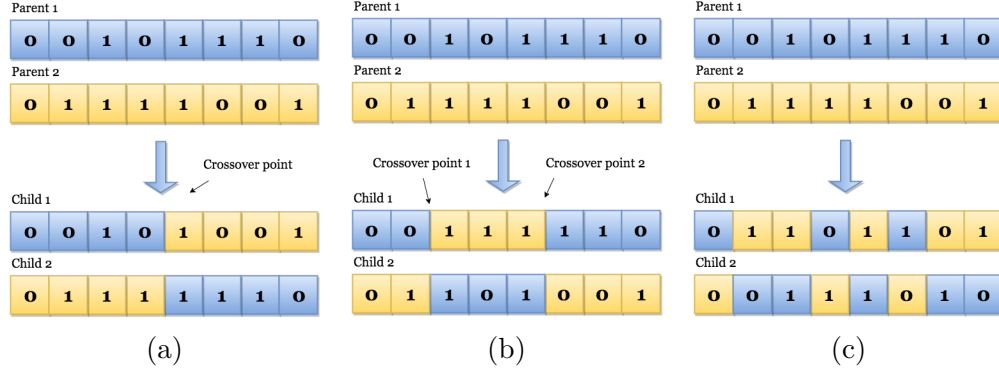 Parent 1
0 0 1 0 1 1 1 0
Parent 2
0 1 1 1 1 0 0 1
Crossover point
Child 1
0 0 1 0 1 0 0 1
Child 2
0 1 1 1 1 1 1 0
(a)
Parent 1
0 0 1 0 1 1 1 0
Parent 2
0 1 1 1 1 0 0 1
Crossover point 1
Crossover point 2
Child 1
0 0 1 1 1 1 1 0
Child 2
0 1 1 0 1 0 0 1
(b)
Parent 1
0 0 1 0 1 1 1 0
Parent 2
0 1 1 1 1 0 0 1
Child 1
0 1 1 0 1 1 0 1
Child 2
0 0 1 1 1 0 1 0
(c)